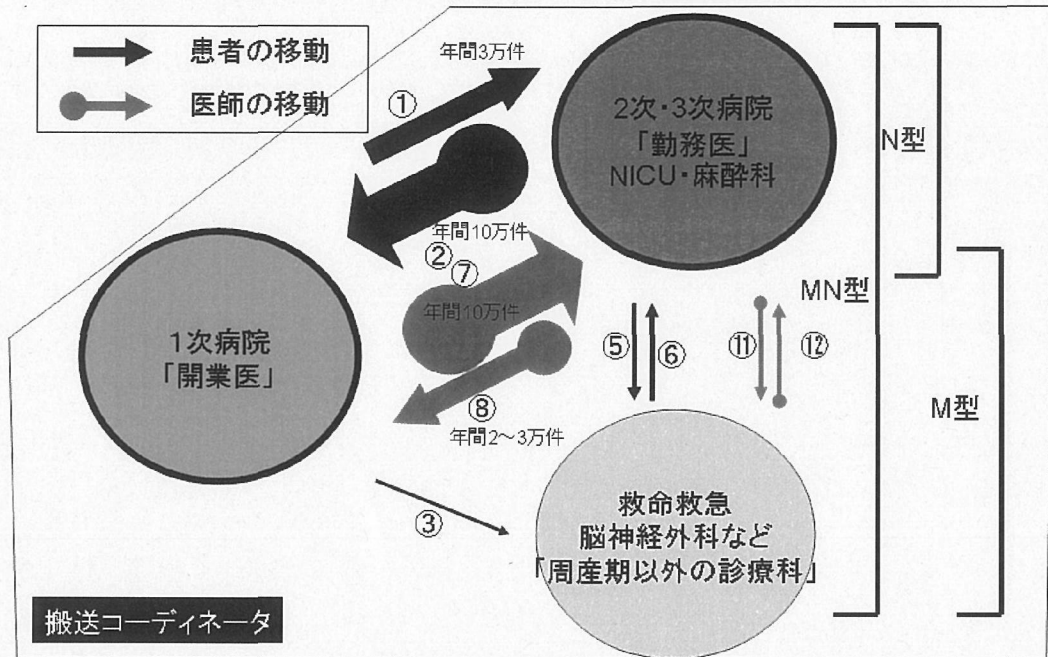 患者の移動
医師の移動
年間3万件
①
2次・3次病院
「勤務医」
NICU・麻酔科
N型
年間10万件
②
⑦
年間10万件
MN型
1次病院
「開業医」
⑤
⑥
⑪
⑫
⑧
年間2～3万件
M型
③
救命救急
脳神経外科など
「周産期以外の診療科」
搬送コーディネータ